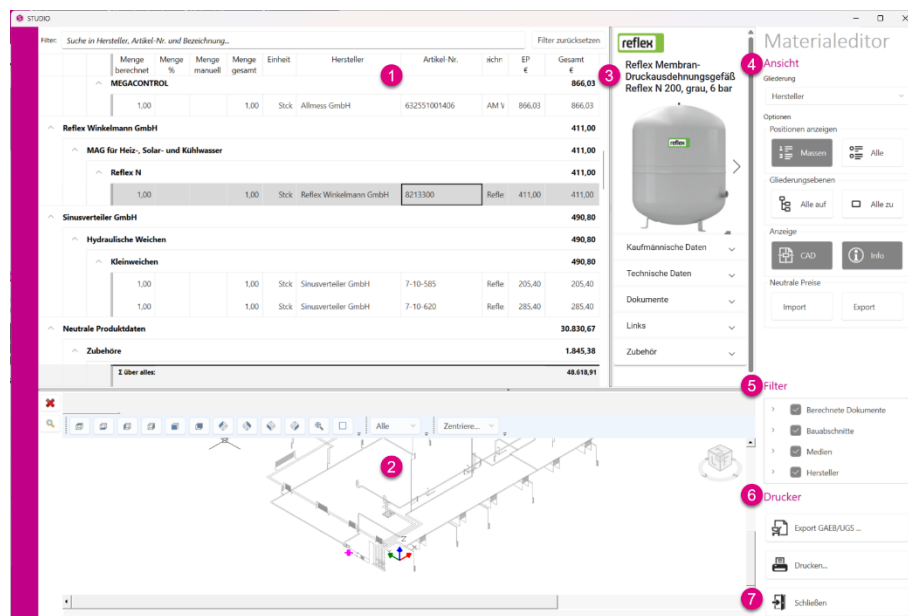 STUDIO
Filter: Suche in Hersteller, Artikel-Nr. und Bezeichnung... Filter zurücksetzen
Menge berechnet Menge % Menge manuell Menge gesamt Einheit Hersteller Artikel-Nr. EP € Gesamt €
1
MEGACONTROL 866,03
1,00 1,00 Stck Allmess GmbH 632551001406 AM 866,03 866,03
Reflex Winkelmann GmbH 411,00
MAG für Heiz-, Solar- und Kühlwasser 411,00
Reflex N 411,00
1,00 1,00 Stck Reflex Winkelmann GmbH 8213300 Refle 411,00 411,00
Sinusverteiler GmbH 490,80
Hydraulische Weichen 490,80
Kleinweichen 490,80
1,00 1,00 Stck Sinusverteiler GmbH 7-10-585 Refle 205,40 205,40
1,00 1,00 Stck Sinusverteiler GmbH 7-10-620 Refle 285,40 285,40
Neutrale Produktdaten 30.830,67
Zubehöre 1.845,38
Σ über alles: 48.618,91
Alle Zentriere...
2
Z
reflex
3
Reflex Membran-
Druckausdehnungsgefäß
Reflex N 200, grau, 6 bar
reflex
Kaufmännische Daten
Technische Daten
Dokumente
Links
Zubehör
Materialeditor
4 Ansicht
Gliederung
Hersteller
Optionen
Positionen anzeigen
Massen Alle
Gliederungsebenen
Alle auf Alle zu
Anzeige
CAD Info
Neutrale Preise
Import Export
5 Filter
Berechnete Dokumente
Bauabschnitte
Medien
Hersteller
6 Drucker
Export GAEB/UGS ...
Drucken...
7 Schließen